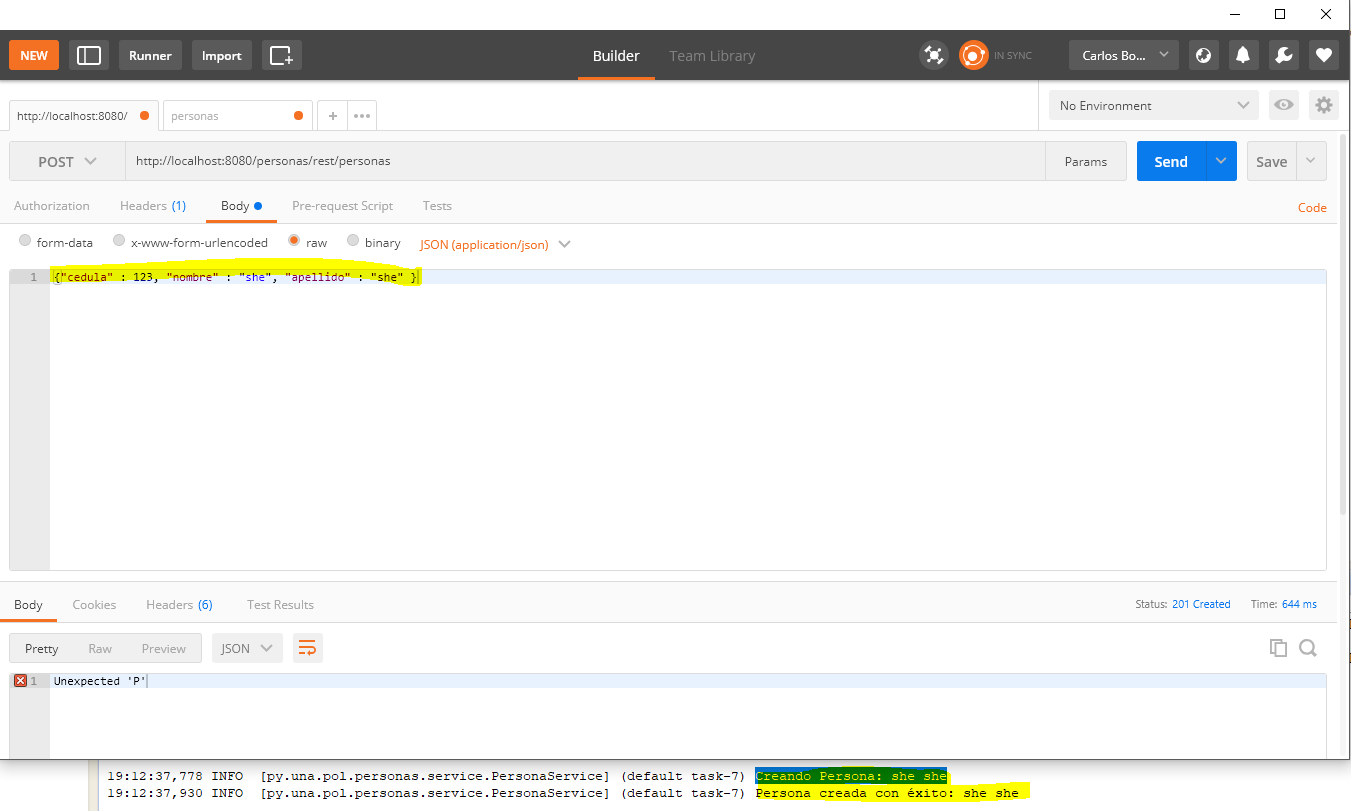 NEW Runner Import Builder Team Library IN SYNC Carlos Bo...
http://localhost:8080/ personas + ••• No Environment
POST http://localhost:8080/personas/rest/personas Params Send Save
Authorization Headers (1) Body Pre-request Script Tests Code
form-data x-www-form-urlencoded raw binary JSON (application/json)
1 {"cedula" : 123, "nombre" : "she", "apellido" : "she" }
Body Cookies Headers (6) Test Results Status: 201 Created Time: 644 ms
Pretty Raw Preview JSON
1 Unexpected 'P'
19:12:37,778 INFO [py.una.pol.personas.service.PersonaService] (default task-7) Creando Persona: she she
19:12:37,930 INFO [py.una.pol.personas.service.PersonaService] (default task-7) Persona creada con éxito: she she